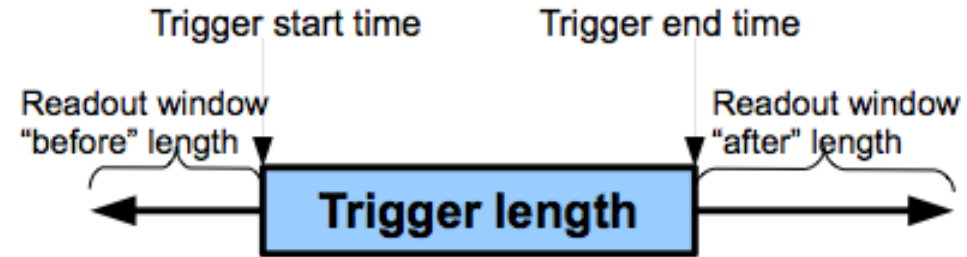 Trigger start time
Trigger end time
Readout window
“before” length
Readout window
“after” length
Trigger length